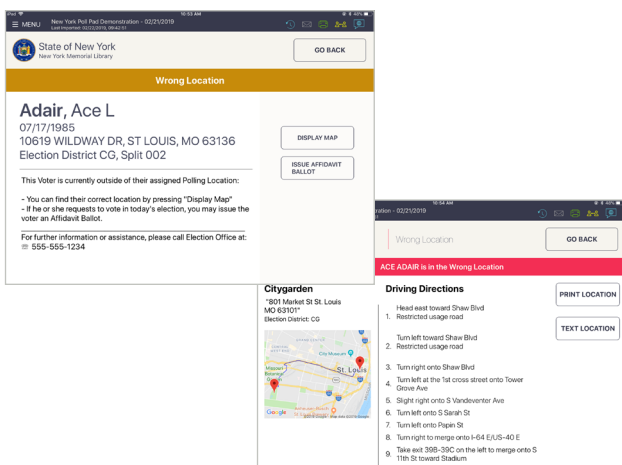 iPad
10:53 AM
40%
MENU
New York Poll Pad Demonstration - 02/21/2019
Last Imported: 02/22/2019, 09:42:51
State of New York
New York Memorial Library
GO BACK
Wrong Location
Adair, Ace L
07/17/1985
10619 WILDWAY DR, ST LOUIS, MO 63136
Election District CG, Split 002
DISPLAY MAP
ISSUE AFFIDAVIT
BALLOT
This Voter is currently outside of their assigned Polling Location:
- You can find their correct location by pressing "Display Map"
- If he or she requests to vote in today's election, you may issue the
voter an Affidavit Ballot.
For further information or assistance, please call Election Office at:
☏ 555-555-1234
10:54 AM
40%
ration - 02/21/2019
Wrong Location
GO BACK
ACE ADAIR is in the Wrong Location
Citygarden
"801 Market St St. Louis
MO 63101"
Election District: CG
City Museum
St. Louis
Missouri
Botanical
Garden
Google
Driving Directions
Head east toward Shaw Blvd
1. Restricted usage road
Turn left toward Shaw Blvd
2. Restricted usage road
3. Turn right onto Shaw Blvd
4. Turn left at the 1st cross street onto Tower
Grove Ave
5. Slight right onto S Vandeventer Ave
6. Turn left onto S Sarah St
7. Turn left onto Papin St
8. Turn right to merge onto I-64 E/US-40 E
9. Take exit 39B-39C on the left to merge onto S
11th St toward Stadium
PRINT LOCATION
TEXT LOCATION